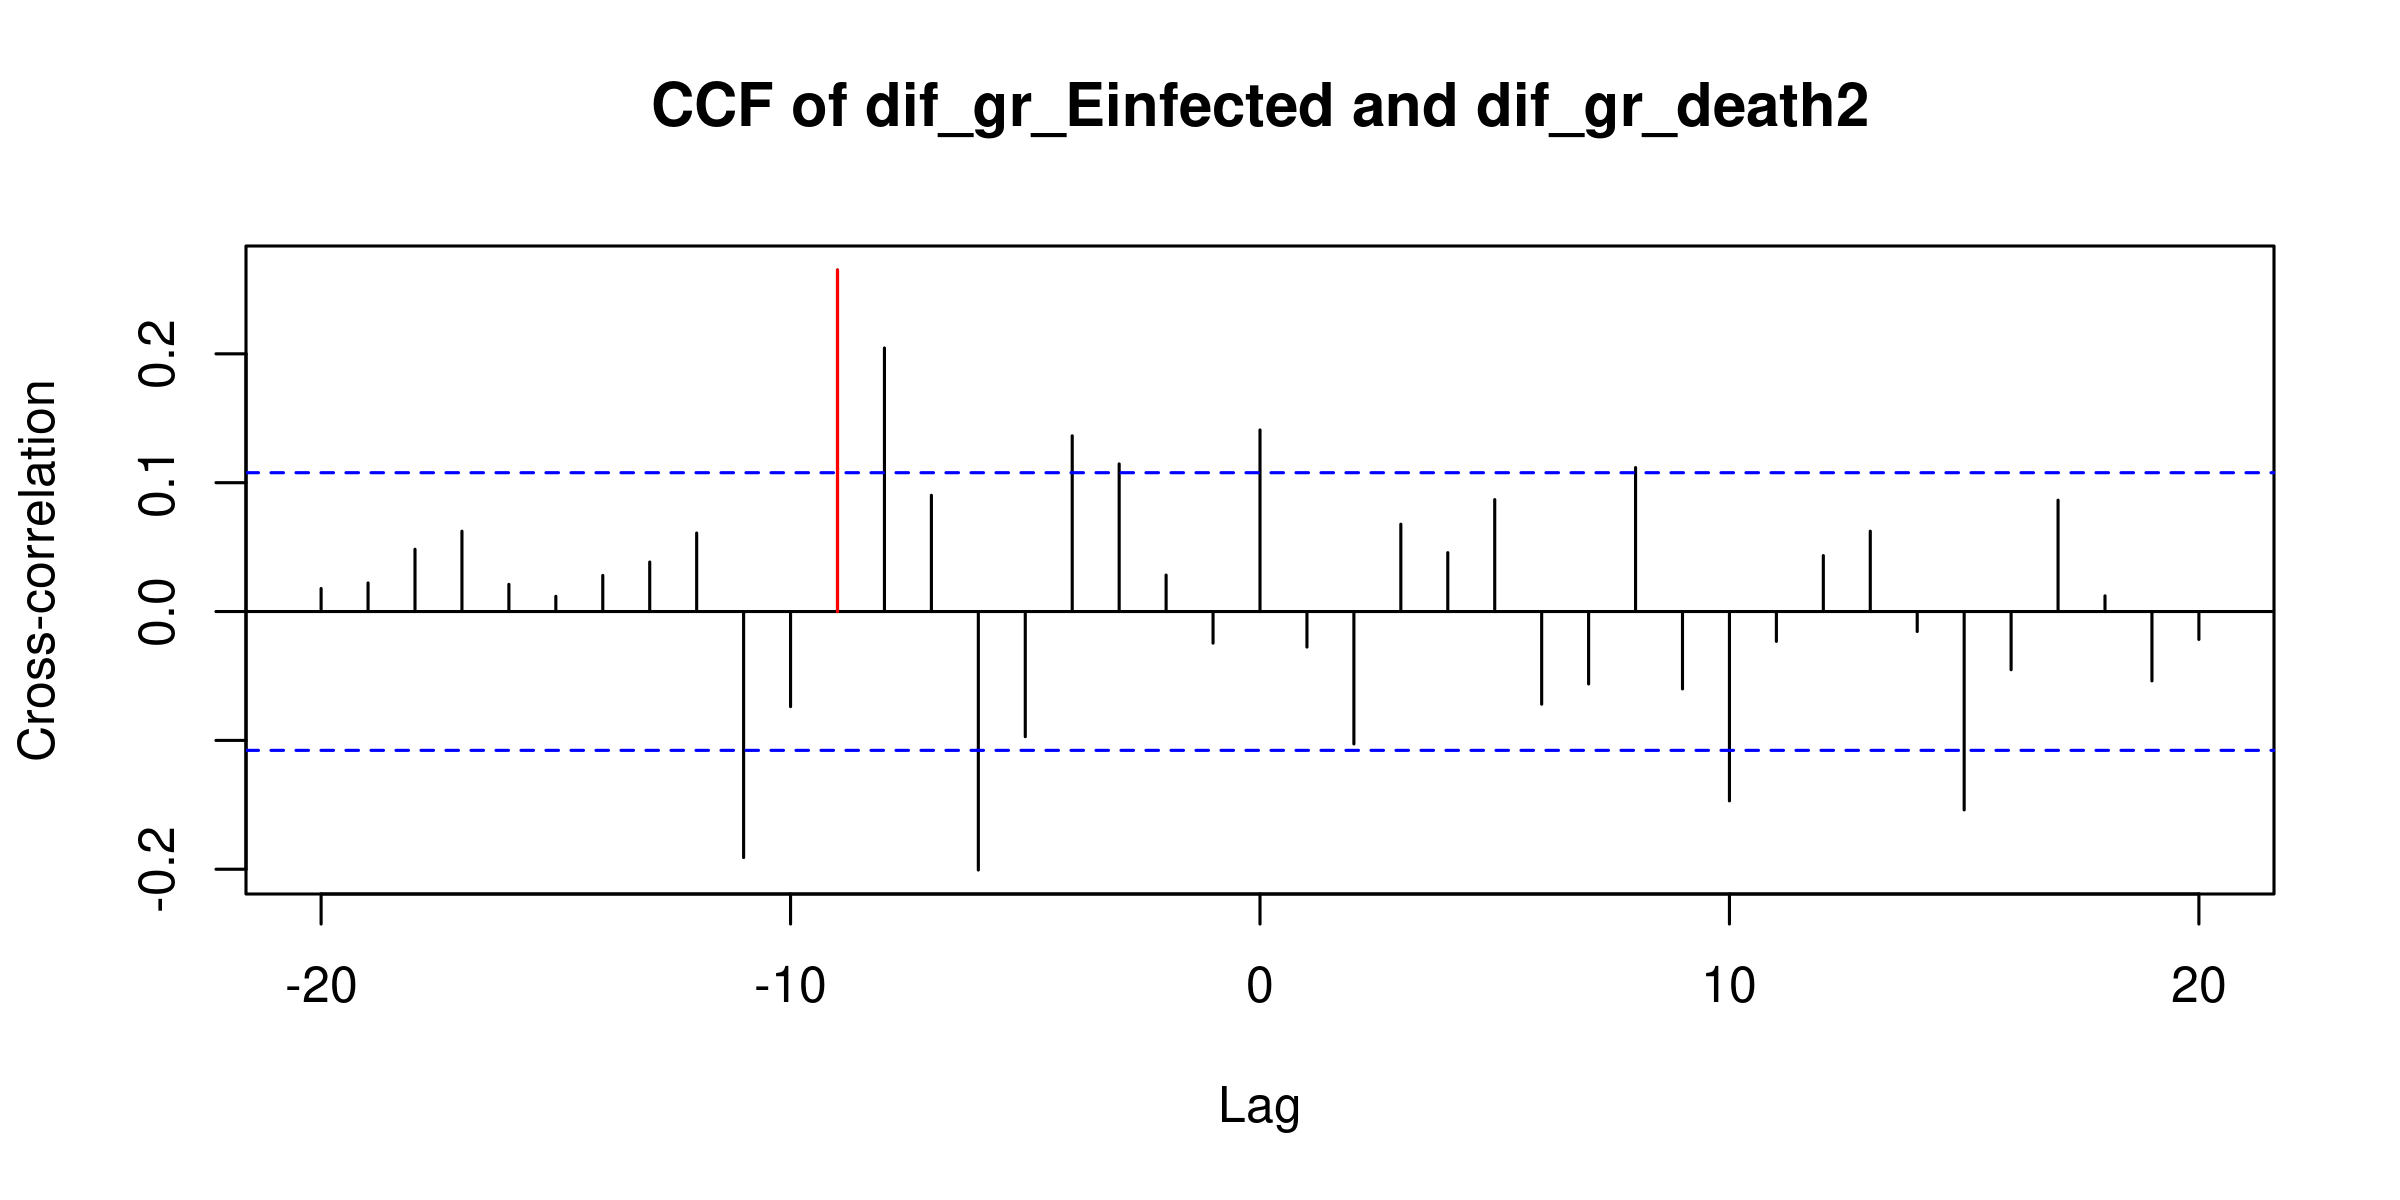 CCF of dif_gr_Einfected and dif_gr_death2
Cross-correlation
0.2
0.1
0.0
-0.2
-20 -10 0 10 20
Lag